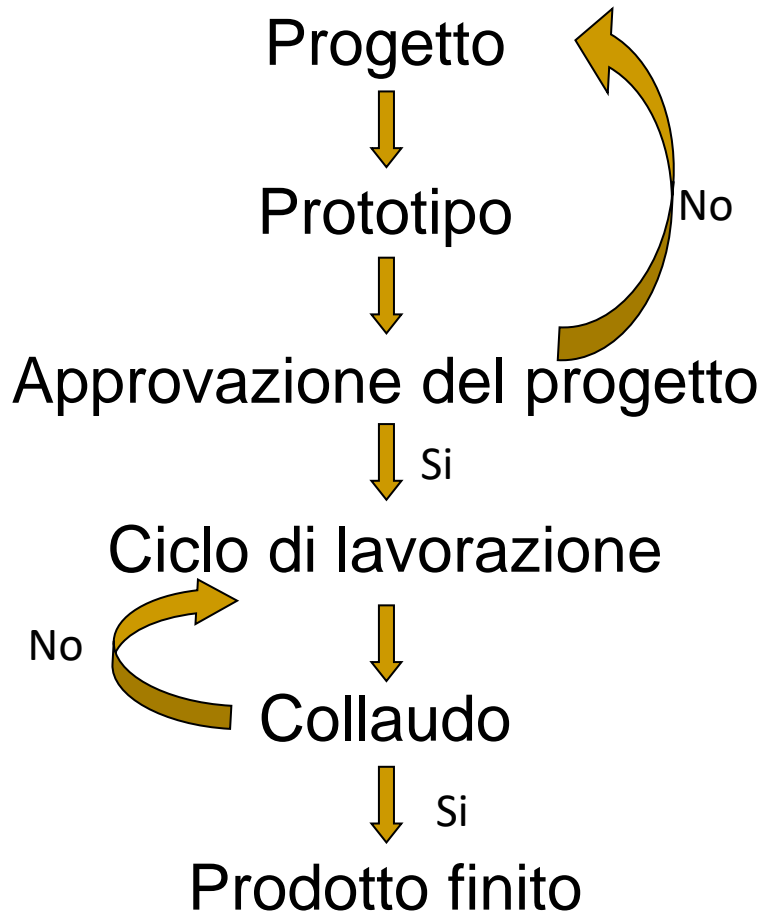 Progetto
Prototipo
No
Approvazione del progetto
Si
Ciclo di lavorazione
No
Collaudo
Si
Prodotto finito